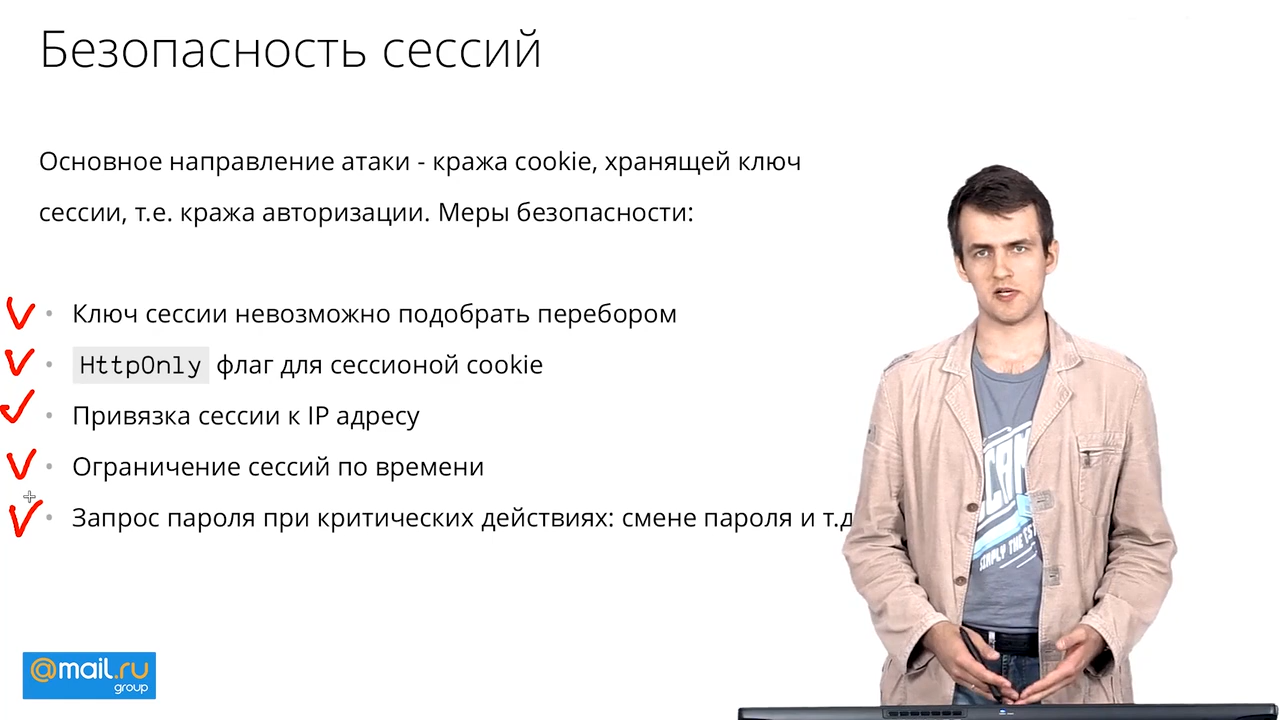 Безопасность сессий
Основное направление атаки - кража cookie, хранящей ключ
сессии, т.е. кража авторизации. Меры безопасности:
Ключ сессии невозможно подобрать перебором
HttpOnly флаг для сессионой cookie
Привязка сессии к IP адресу
Ограничение сессий по времени
Запрос пароля при критических действиях: смене пароля и т.д
@mail.ru
group